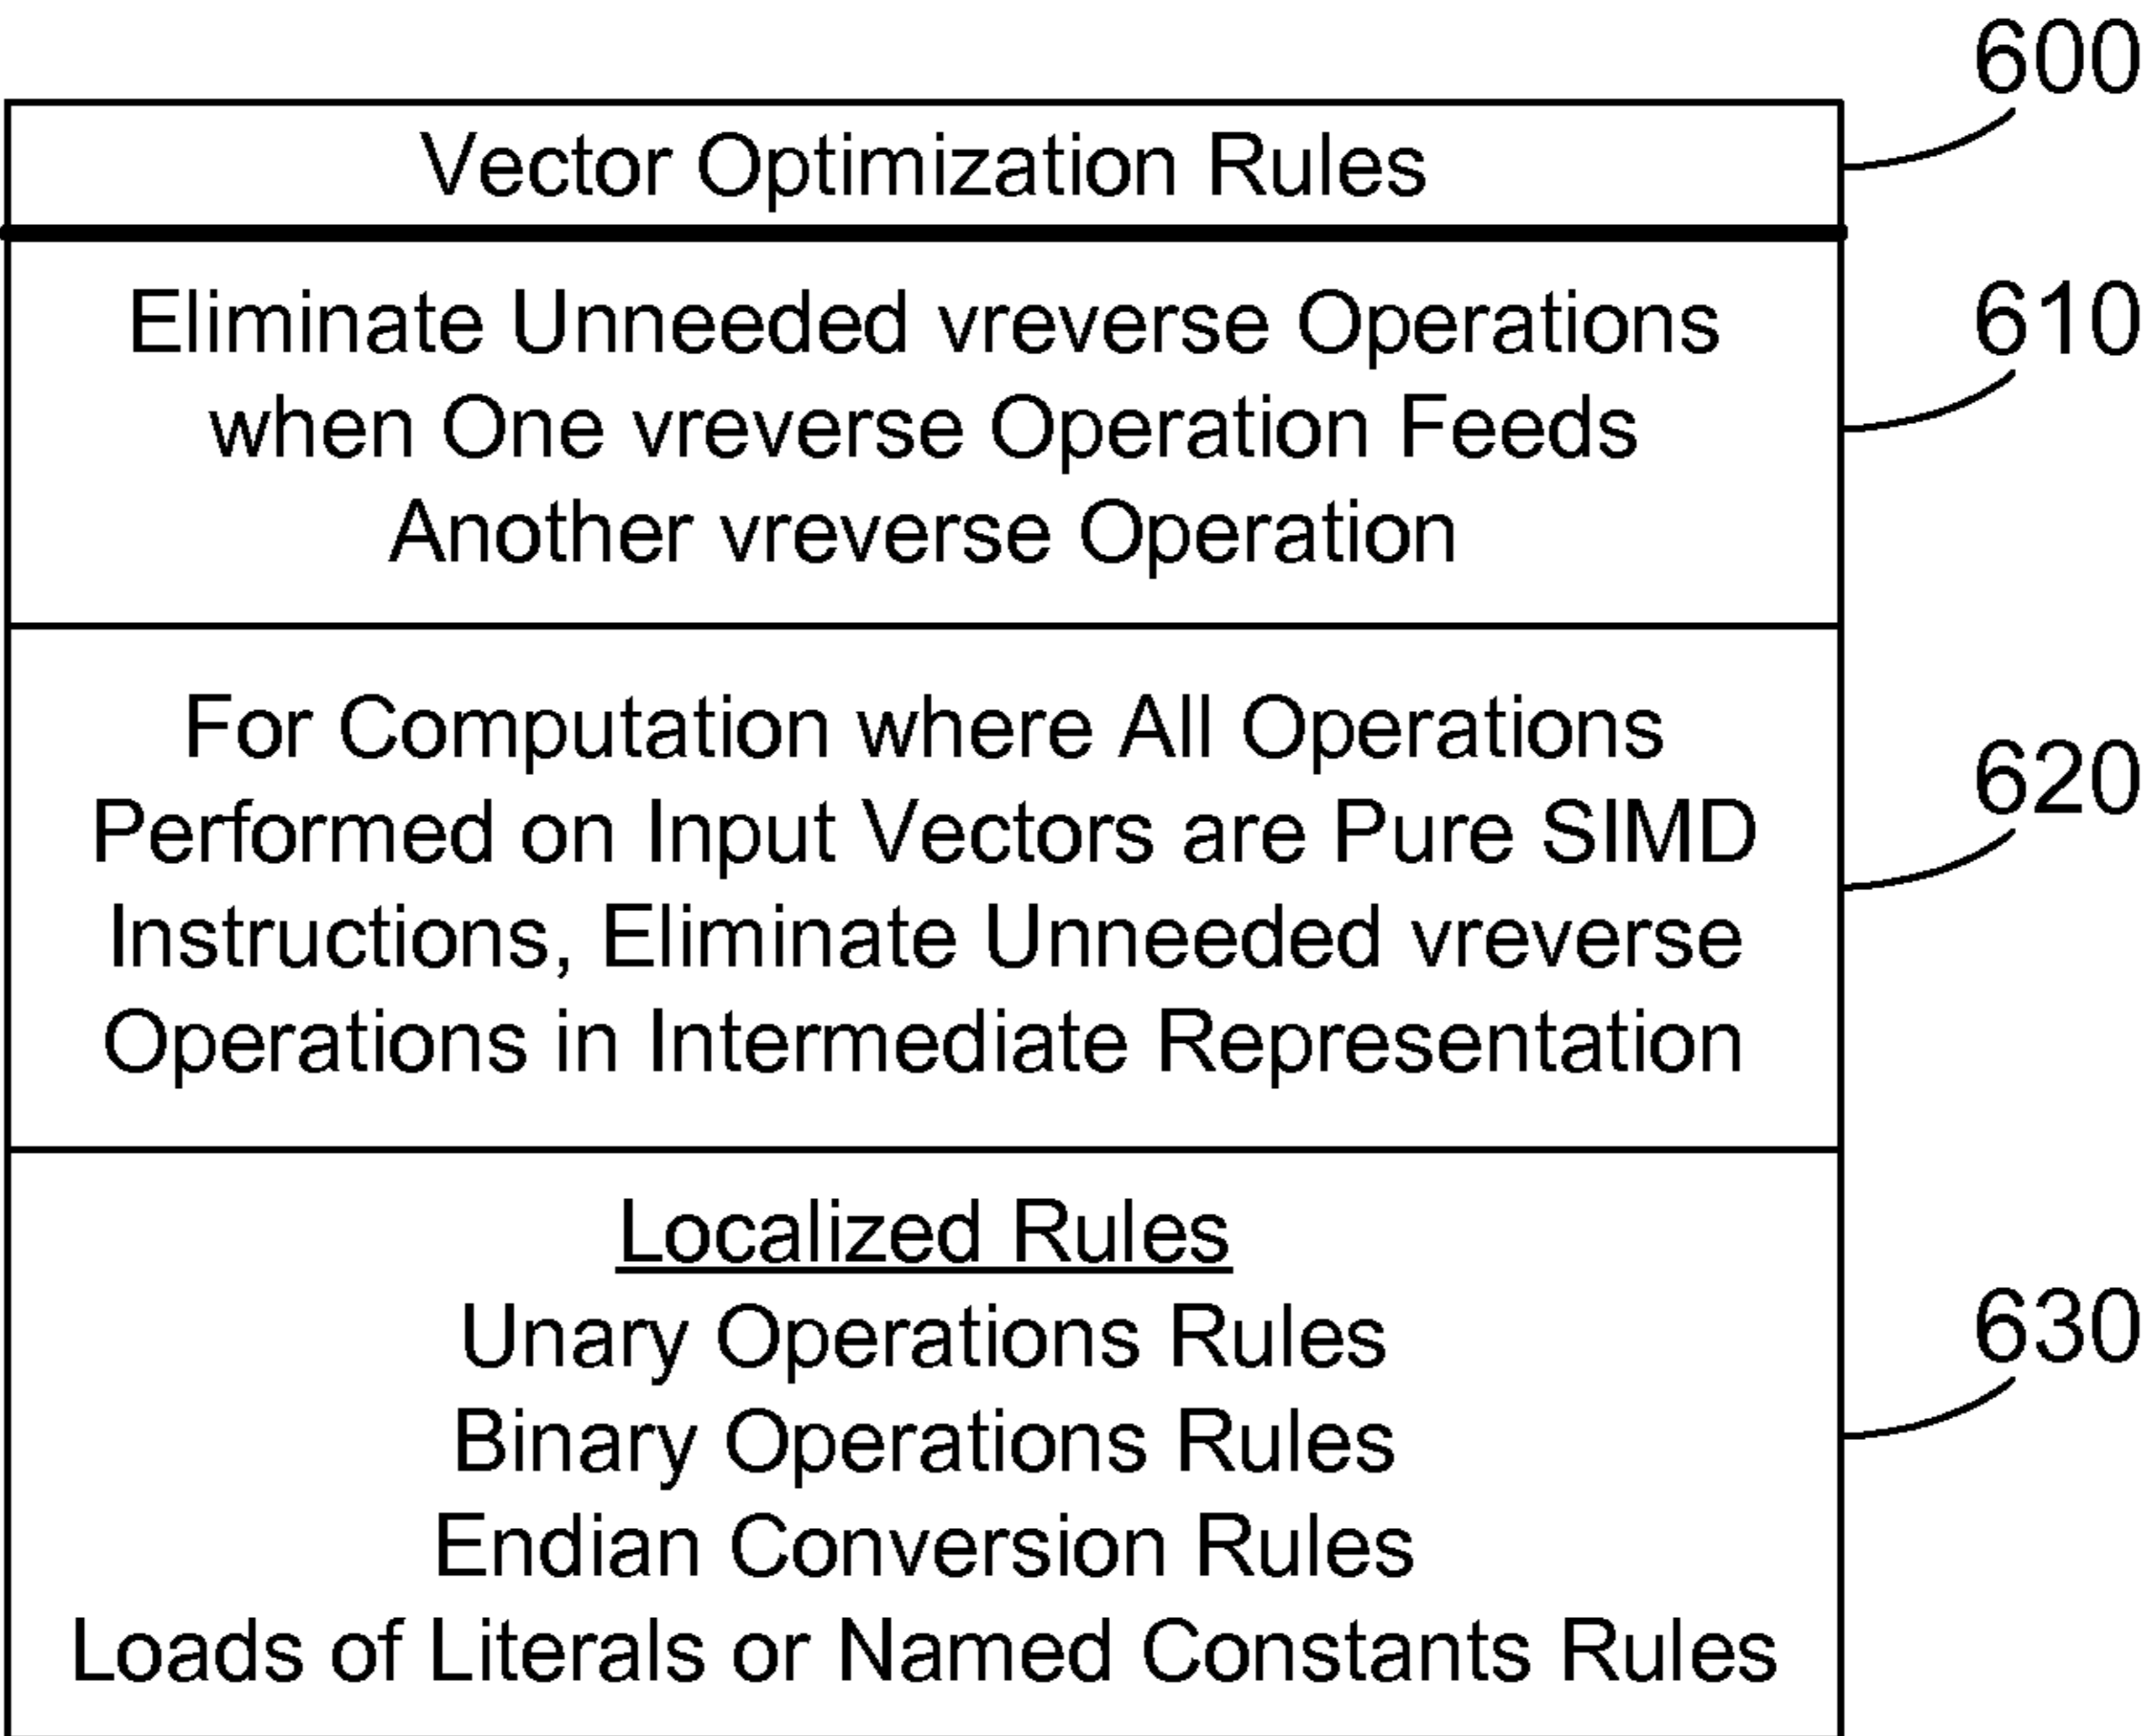 600
Vector Optimization Rules
Eliminate Unneeded vreverse Operations
when One vreverse Operation Feeds
Another vreverse Operation
610
For Computation where All Operations
Performed on Input Vectors are Pure SIMD
Instructions, Eliminate Unneeded vreverse
Operations in Intermediate Representation
620
Localized Rules
Unary Operations Rules
Binary Operations Rules
Endian Conversion Rules
Loads of Literals or Named Constants Rules
630